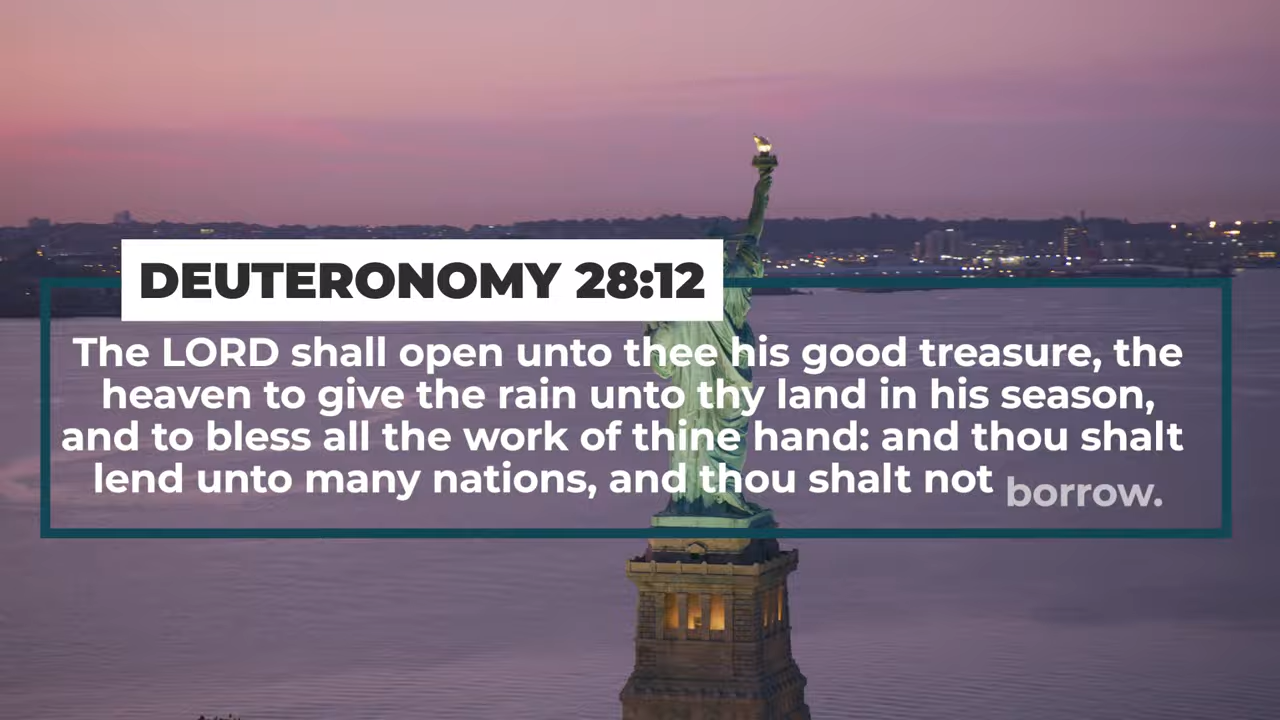 DEUTERONOMY 28:12
The LORD shall open unto thee his good treasure, the
heaven to give the rain unto thy land in his season,
and to bless all the work of thine hand: and thou shalt
lend unto many nations, and thou shalt not borrow.